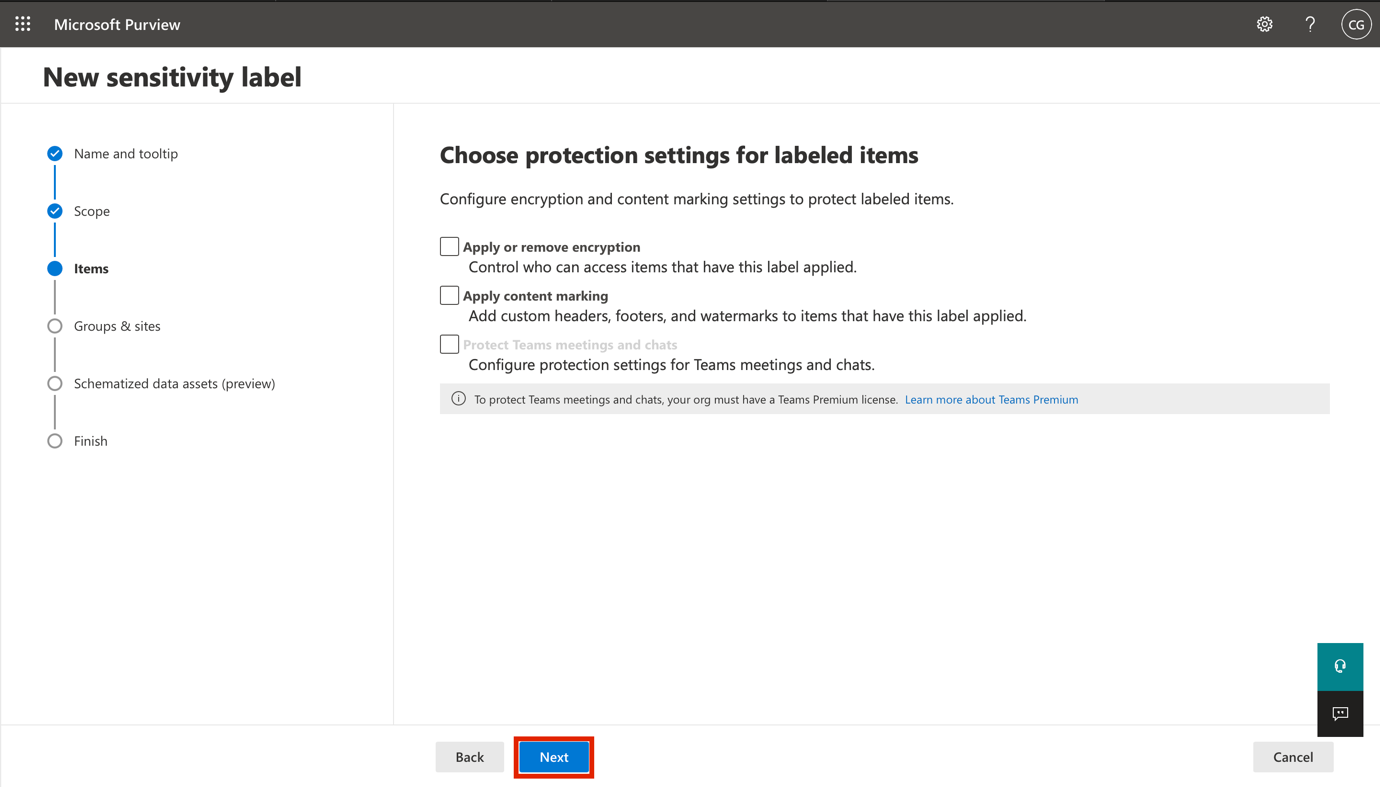 Microsoft Purview
?
CG
New sensitivity label
Name and tooltip
Scope
Items
Groups & sites
Schematized data assets (preview)
Finish
Choose protection settings for labeled items
Configure encryption and content marking settings to protect labeled items.
Apply or remove encryption
Control who can access items that have this label applied.
Apply content marking
Add custom headers, footers, and watermarks to items that have this label applied.
Protect Teams meetings and chats
Configure protection settings for Teams meetings and chats.
To protect Teams meetings and chats, your org must have a Teams Premium license. Learn more about Teams Premium
Back
Next
Cancel